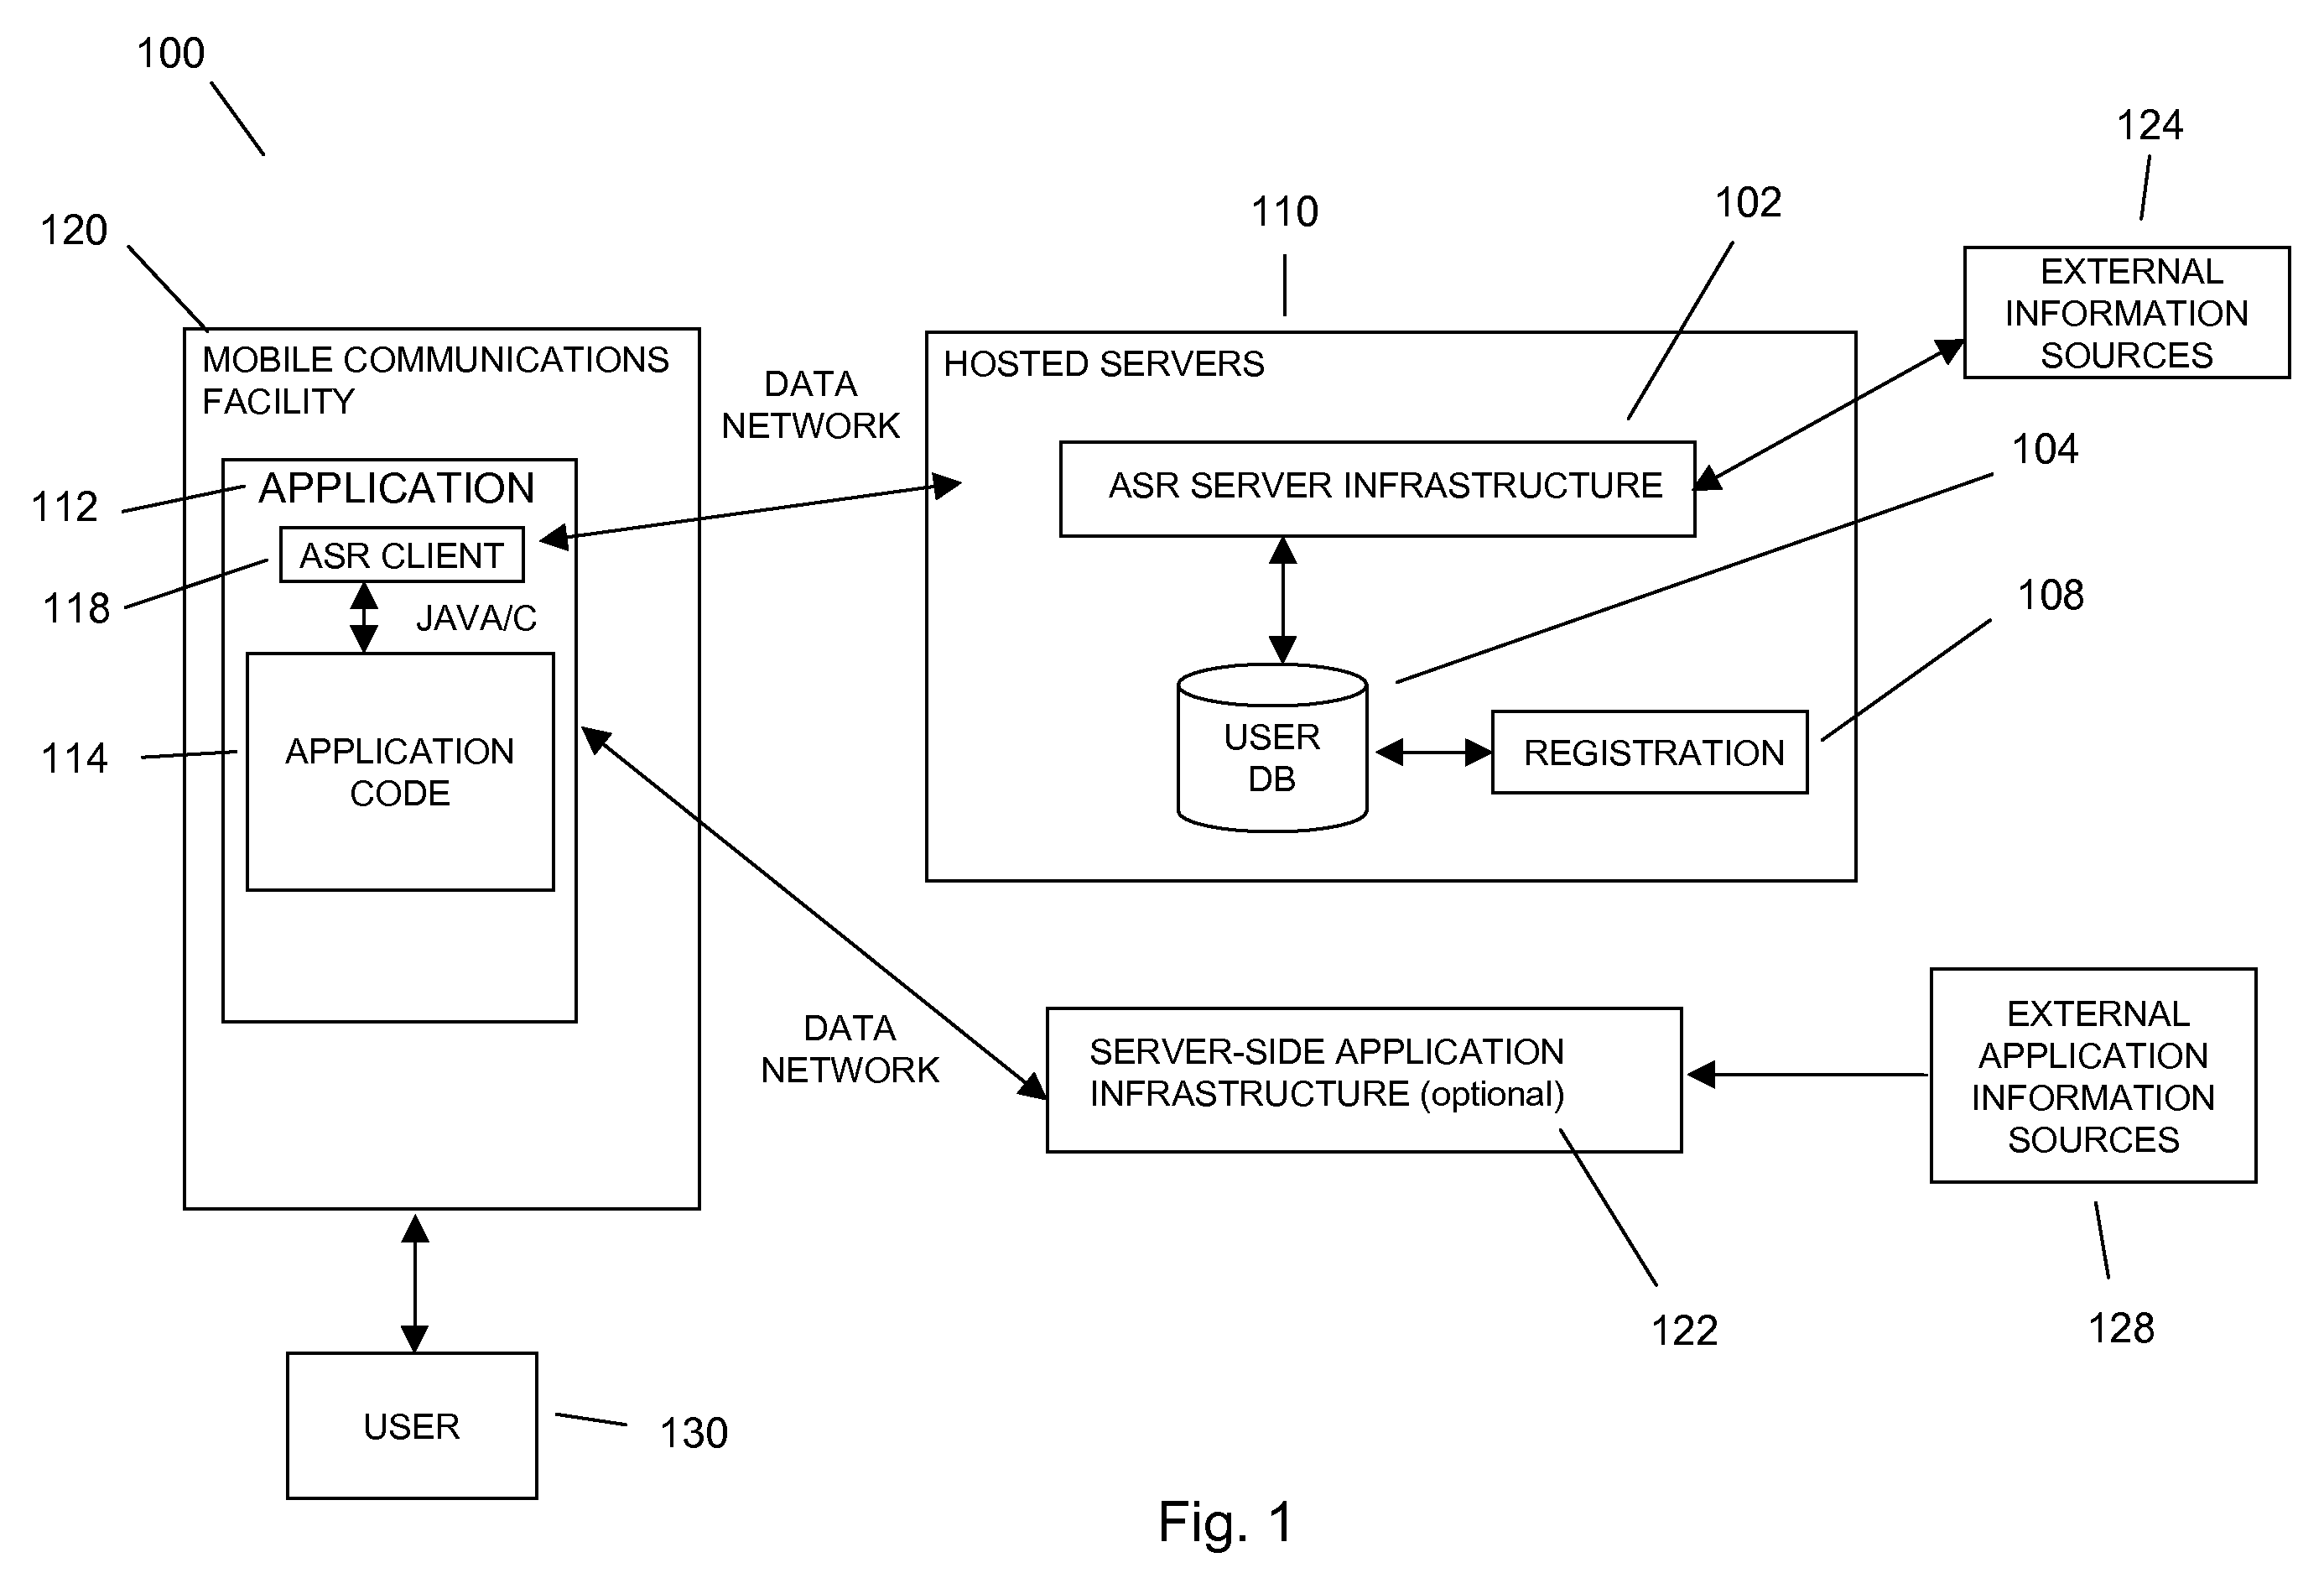 100
124
102
110
120
EXTERNAL
INFORMATION
SOURCES
MOBILE COMMUNICATIONS
FACILITY
HOSTED SERVERS
DATA
NETWORK
104
112
APPLICATION
ASR SERVER INFRASTRUCTURE
ASR CLIENT
118
JAVA/C
108
114
APPLICATION
CODE
USER
DB
REGISTRATION
DATA
NETWORK
SERVER-SIDE APPLICATION
INFRASTRUCTURE (optional)
EXTERNAL
APPLICATION
INFORMATION
SOURCES
122
128
USER
130
Fig. 1